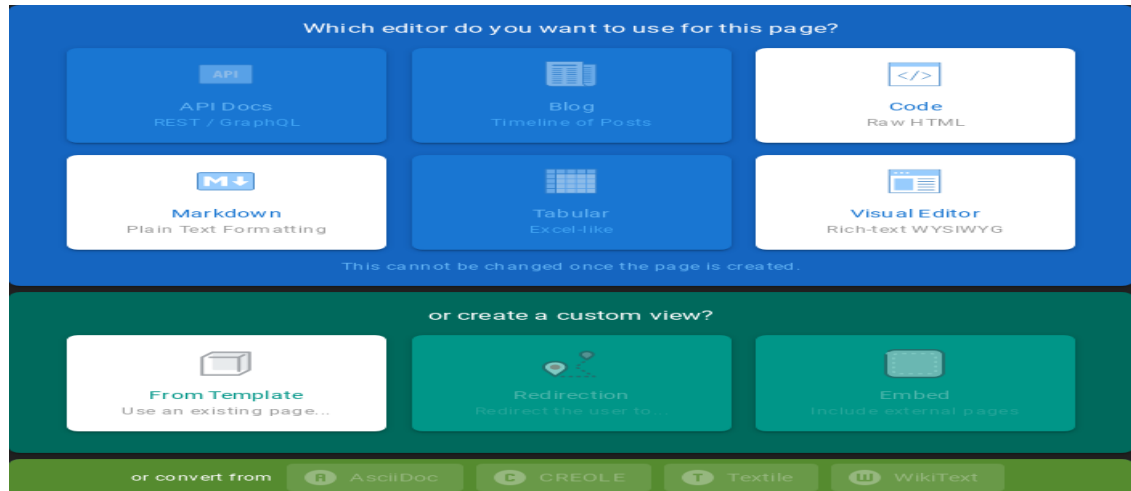 Which editor do you want to use for this page?
API
API Docs
REST / GraphQL
Blog
Timeline of Posts
</>
Code
Raw HTML
M
Markdown
Plain Text Formatting
Tabular
Excel-like
Visual Editor
Rich-text WYSIWYG
This cannot be changed once the page is created.
or create a custom view?
From Template
Use an existing page...
Redirection
Redirect the user to...
Embed
Include external pages
or convert from
A AsciiDoc
C CREOLE
T Textile
W WikiText